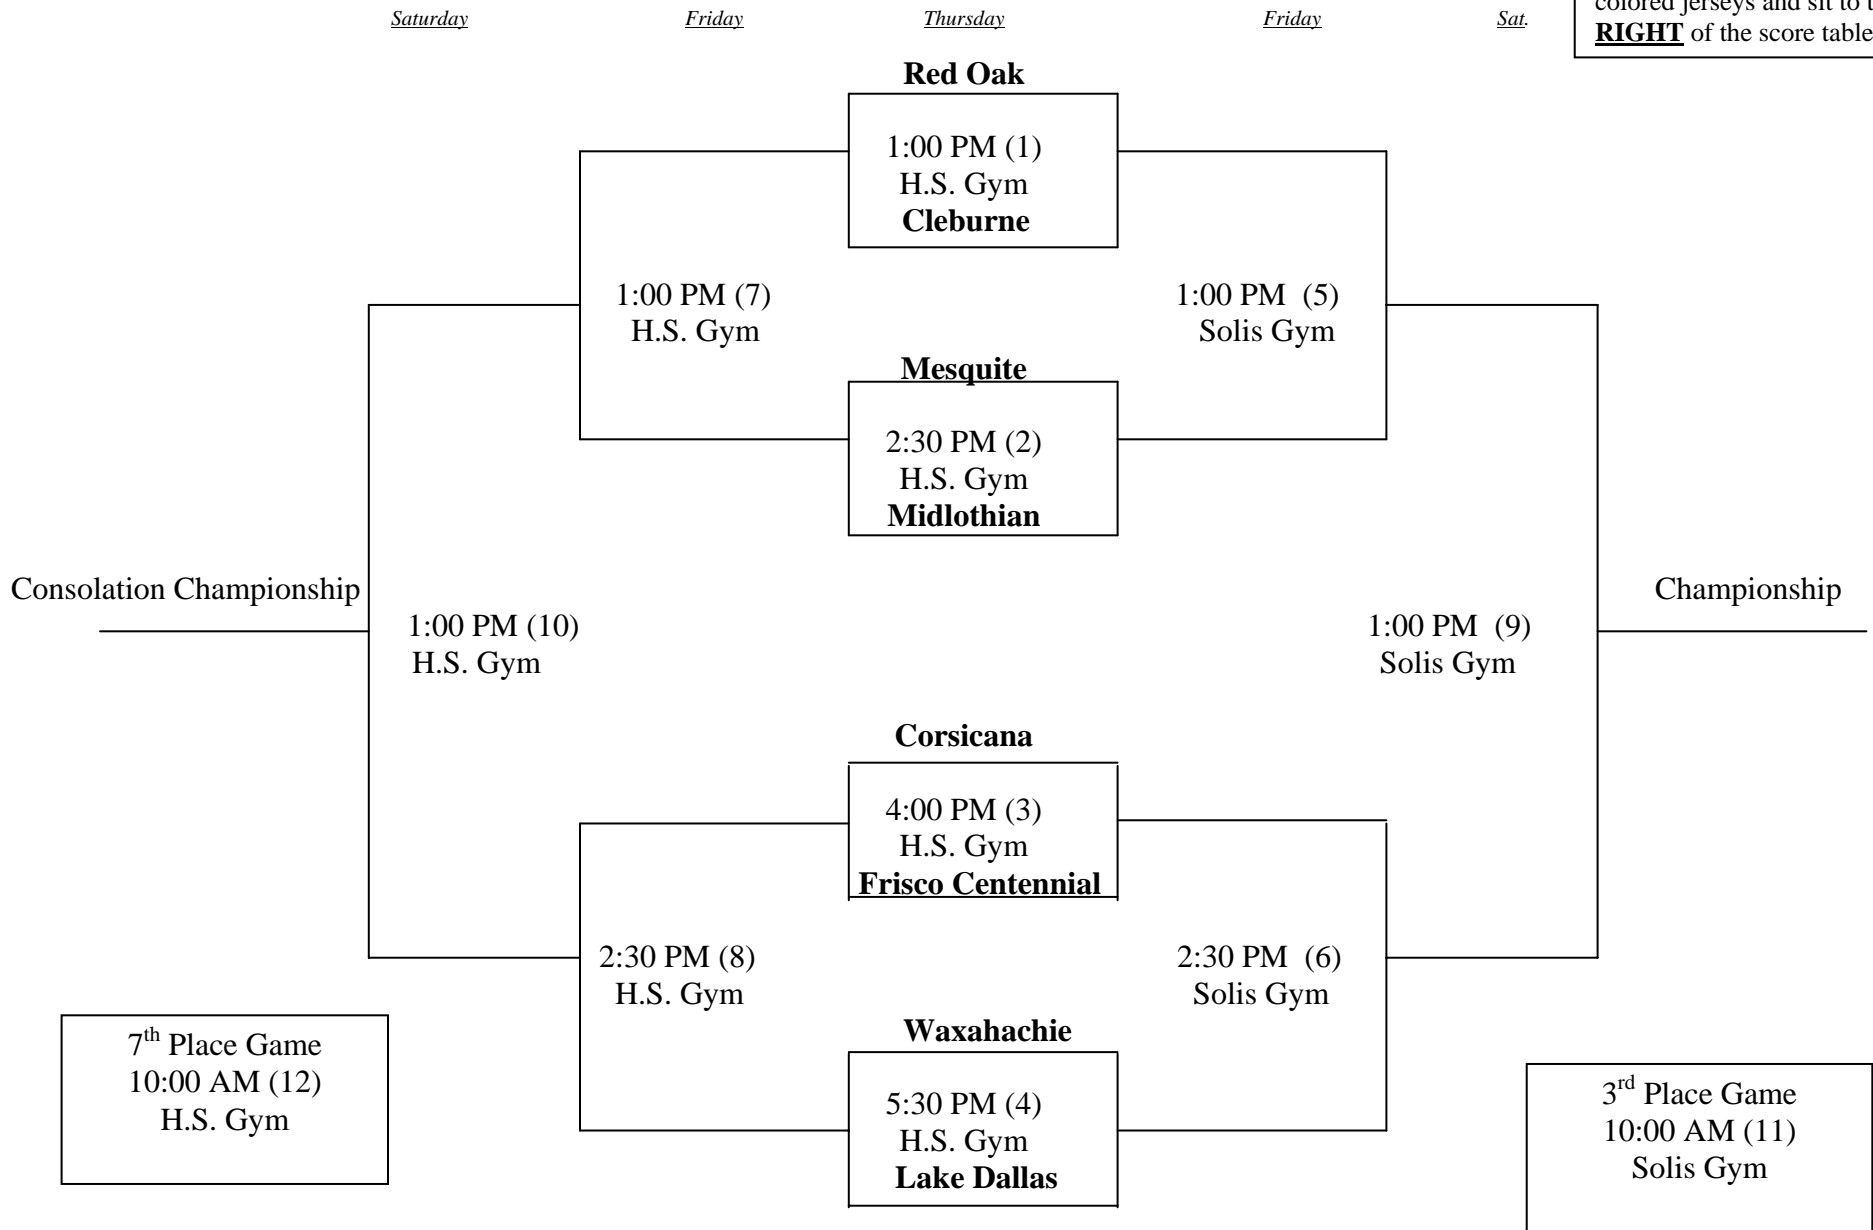 colored jerseys and sit to t
RIGHT of the score table
Saturday Friday Thursday Friday Sat.
Red Oak
1:00 PM (1)
H.S. Gym
Cleburne
1:00 PM (7)
H.S. Gym
1:00 PM (5)
Solis Gym
Mesquite
2:30 PM (2)
H.S. Gym
Midlothian
Consolation Championship
Championship
1:00 PM (10)
H.S. Gym
1:00 PM (9)
Solis Gym
Corsicana
4:00 PM (3)
H.S. Gym
Frisco Centennial
2:30 PM (8)
H.S. Gym
2:30 PM (6)
Solis Gym
Waxahachie
5:30 PM (4)
H.S. Gym
Lake Dallas
7th Place Game
10:00 AM (12)
H.S. Gym
3rd Place Game
10:00 AM (11)
Solis Gym